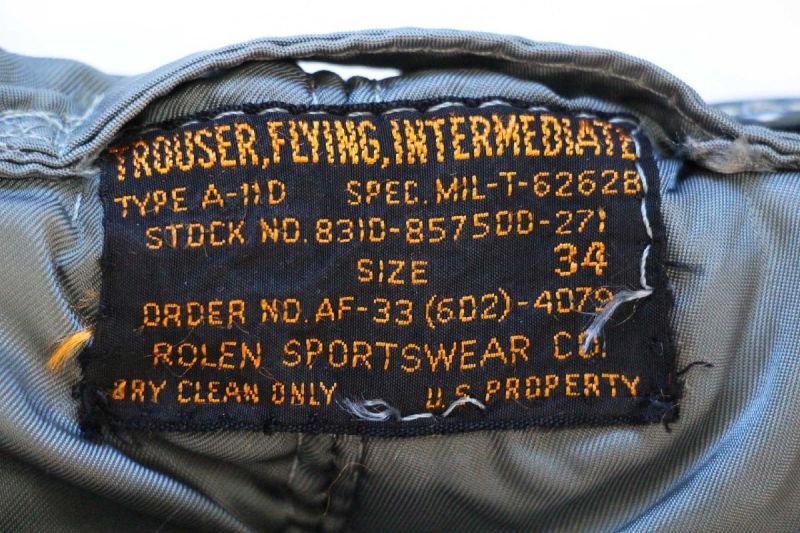 TROUSER, FLYING, INTERMEDIATE
TYPE A-11D SPEC. MIL-T-6262B
STOCK NO. 8310-857500-271
SIZE 34
ORDER NO. AF-33 (602)-4079
ROLEN SPORTSWEAR CO.
DRY CLEAN ONLY U.S. PROPERTY